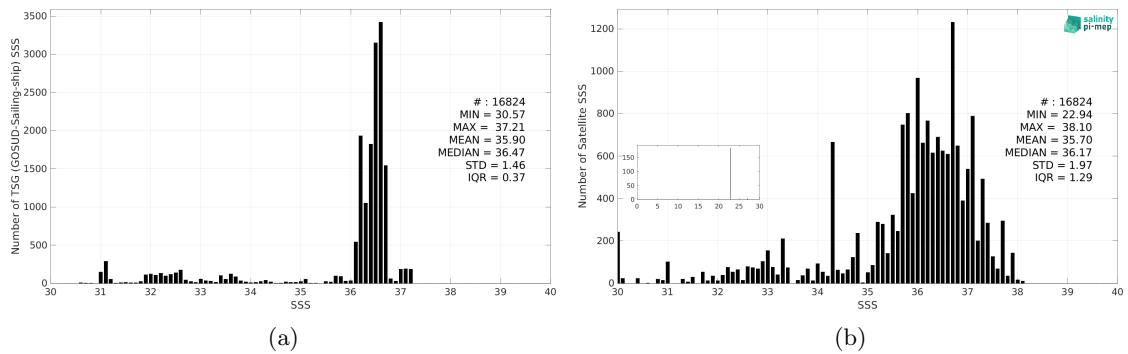 Number of TSG (GOSUD-Sailing-ship) SSS
3500
3000
2500
2000
1500
1000
500
0
30 31 32 33 34 35 36 37 38 39 40
SSS
# : 16824
MIN = 30.57
MAX = 37.21
MEAN = 35.90
MEDIAN = 36.47
STD = 1.46
IQR = 0.37
(a)
Number of Satellite SSS
1200
1000
800
600
400
200
0
30 31 32 33 34 35 36 37 38 39 40
SSS
150
100
50
0
0 5 10 15 20 25 30
salinity
pi-mep
# : 16824
MIN = 22.94
MAX = 38.10
MEAN = 35.70
MEDIAN = 36.17
STD = 1.97
IQR = 1.29
(b)